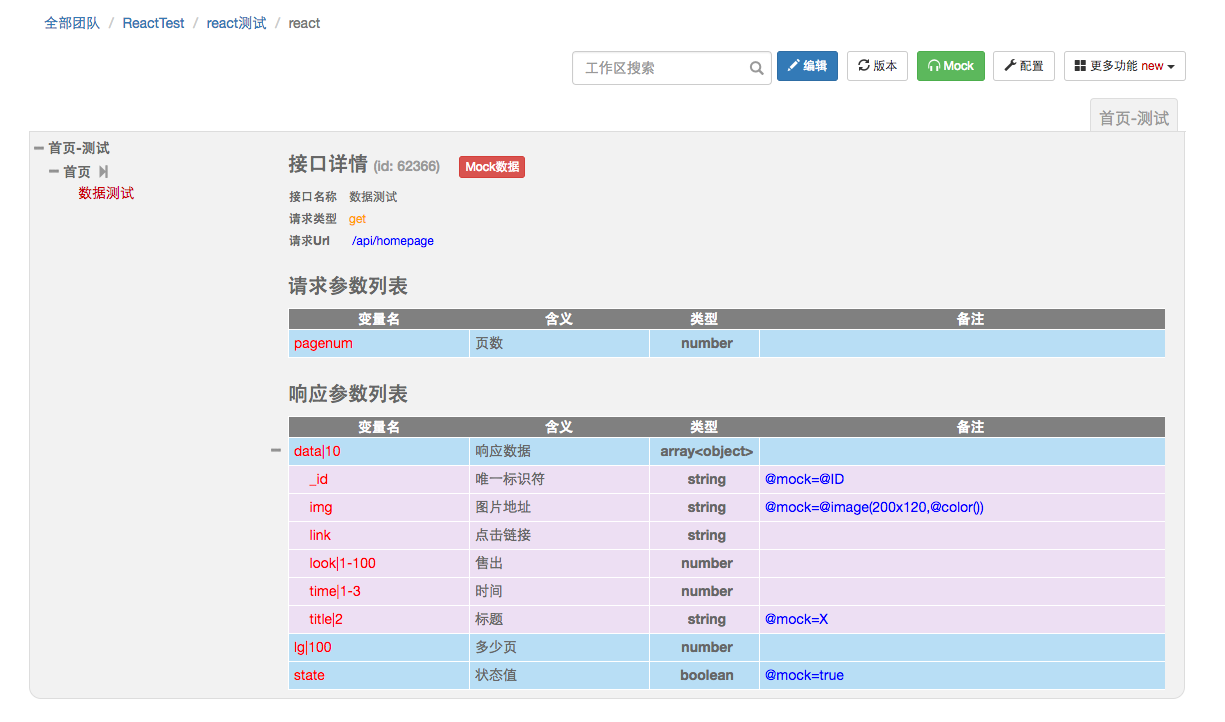 全部团队 / ReactTest / react测试 / react
工作区搜索 编辑 版本 Mock 配置 更多功能 new
首页-测试
首页-测试
首页
数据测试
接口详情 (id: 62366) Mock数据
接口名称 数据测试
请求类型 get
请求Url /api/homepage
请求参数列表
变量名 含义 类型 备注
pagenum 页数 number
响应参数列表
变量名 含义 类型 备注
data|10 响应数据 array<object>
_id 唯一标识符 string @mock=@ID
img 图片地址 string @mock=@image(200x120,@color())
link 点击链接 string
look|1-100 售出 number
time|1-3 时间 number
title|2 标题 string @mock=X
lg|100 多少页 number
state 状态值 boolean @mock=true